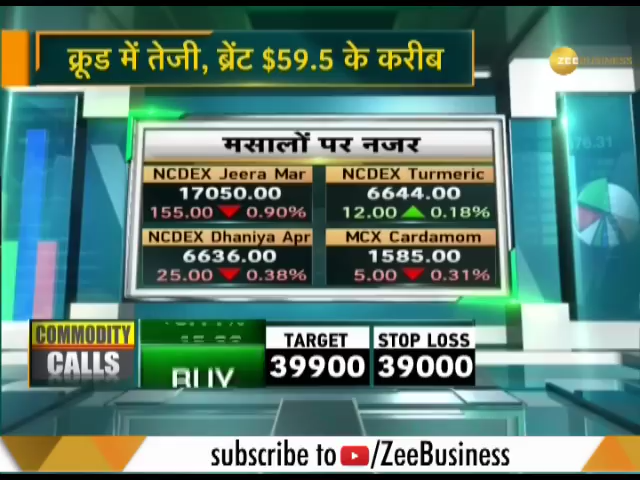 क्रूड में तेजी, ब्रेंट $59.5 के करीब
ZEEBUSINESS
मसालों पर नजर
NCDEX Jeera Mar
17050.00
155.00 0.90%
NCDEX Turmeric
6644.00
12.00 0.18%
NCDEX Dhaniya Apr
6636.00
25.00 0.38%
MCX Cardamom
1585.00
5.00 0.31%
COMMODITY
CALLS
BUY
TARGET
39900
STOP LOSS
39000
subscribe to /ZeeBusiness